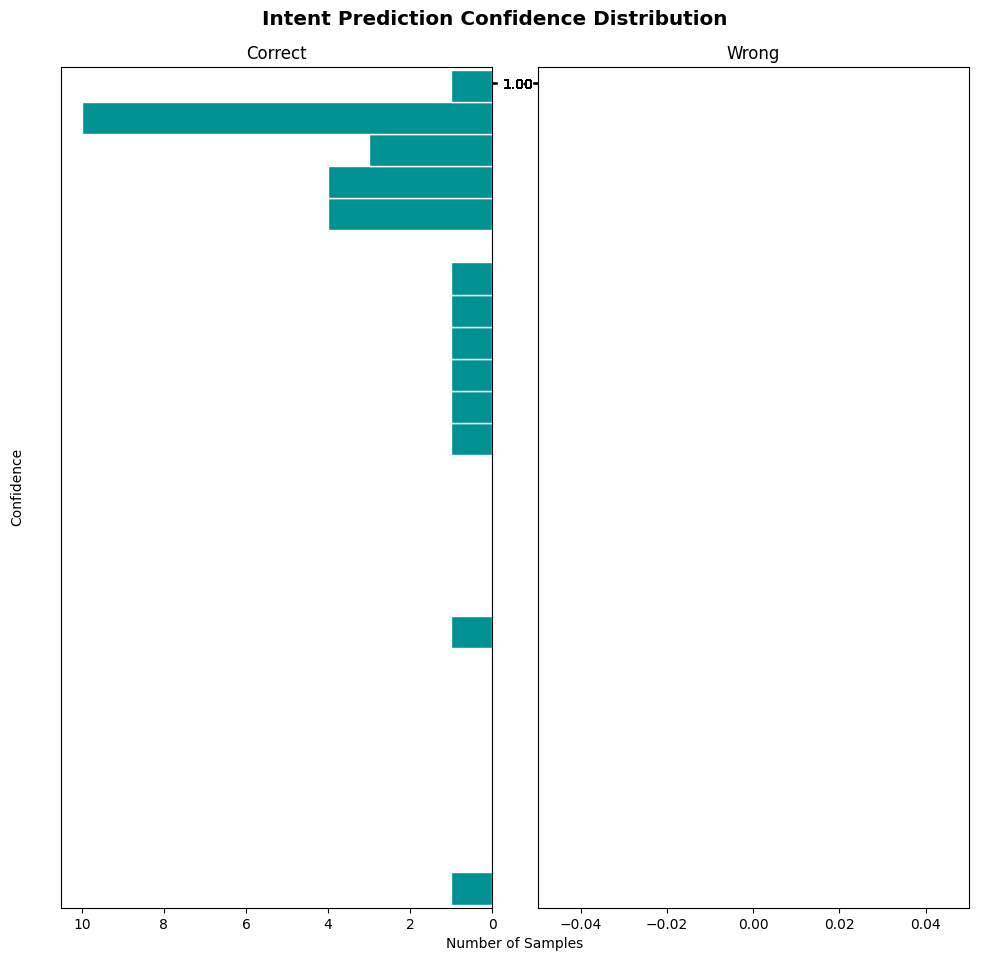 Intent Prediction Confidence Distribution
Correct
Wrong
1.00
Confidence
10 8 6 4 2 0
−0.04 −0.02 0.00 0.02 0.04
Number of Samples